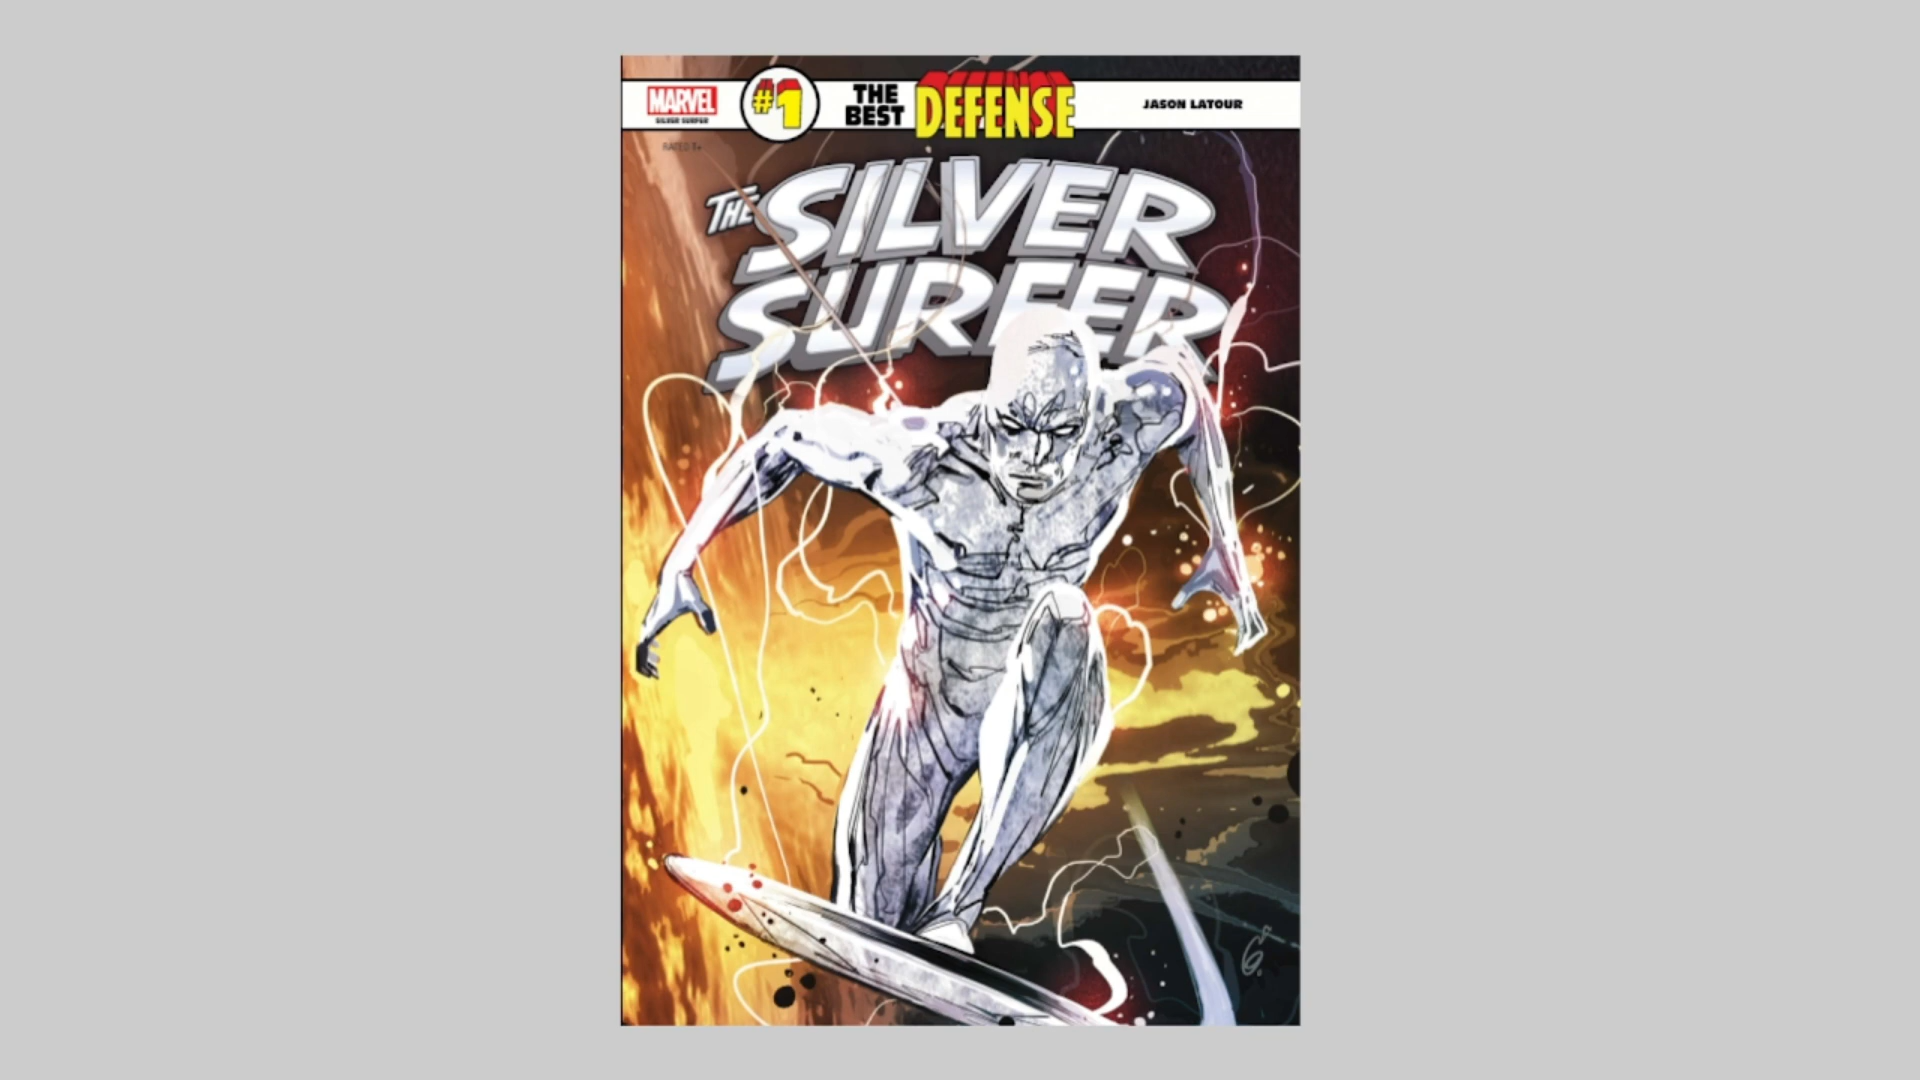 MARVEL
SILVER SURFER
#1
THE BEST DEFENSE
JASON LATOUR
RATED T+
THE SILVER
SURFER